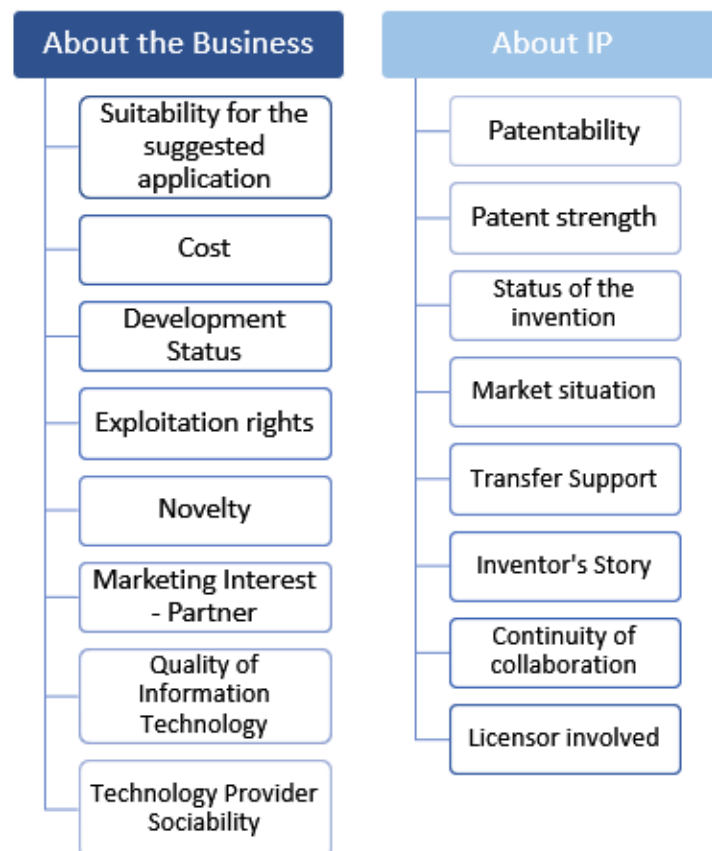 About the Business
Suitability for the
suggested
application
Cost
Development
Status
Exploitation rights
Novelty
Marketing Interest
- Partner
Quality of
Information
Technology
Technology Provider
Sociability
About IP
Patentability
Patent strength
Status of the
invention
Market situation
Transfer Support
Inventor's Story
Continuity of
collaboration
Licensor involved